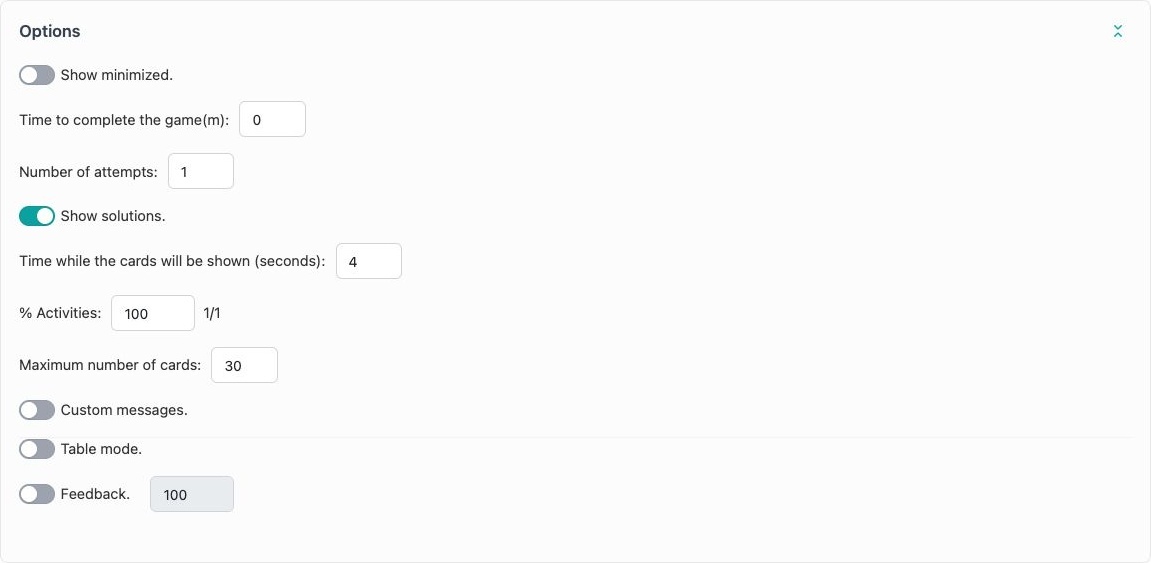 Options
Show minimized.
Time to complete the game(m): 0
Number of attempts: 1
Show solutions.
Time while the cards will be shown (seconds): 4
% Activities: 100 1/1
Maximum number of cards: 30
Custom messages.
Table mode.
Feedback. 100